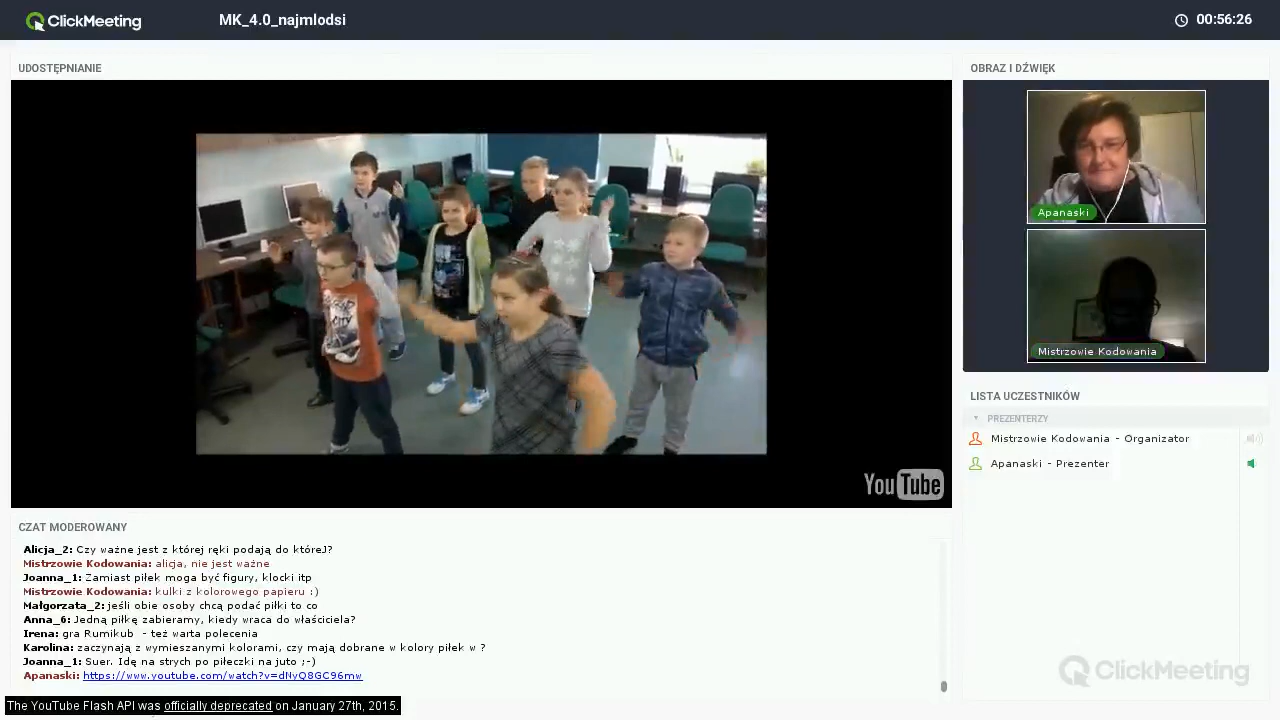 ClickMeeting
MK_4.0_najmlodsi
00:56:26
UDOSTĘPNIANIE
OBRAZ I DŹWIĘK
Apanaski
Mistrzowie Kodowania
LISTA UCZESTNIKÓW
PREZENTERZY
Mistrzowie Kodowania - Organizator
Apanaski - Prezenter
YouTube
CZAT MODEROWANY
Alicja_2: Czy ważne jest z której ręki podają do któreJ?
Mistrzowie Kodowania: alicja, nie jest ważne
Joanna_1: Zamiast piłek moga być figury, klocki itp
Mistrzowie Kodowania: kulki z kolorowego papieru :)
Małgorzata_2: jeśli obie osoby chcą podać piłki to co
Anna_6: Jedną piłkę zabieramy, kiedy wraca do właściciela?
Irena: gra Rumikub - też warta polecenia
Karolina: zaczynają z wymieszanymi kolorami, czy mają dobrane w kolory piłek w ?
Joanna_1: Suer. Idę na strych po piłeczki na juto ;-)
Apanaski: https://www.youtube.com/watch?v=dNyQ8GC96mw
ClickMeeting
The YouTube Flash API was officially deprecated on January 27th, 2015.